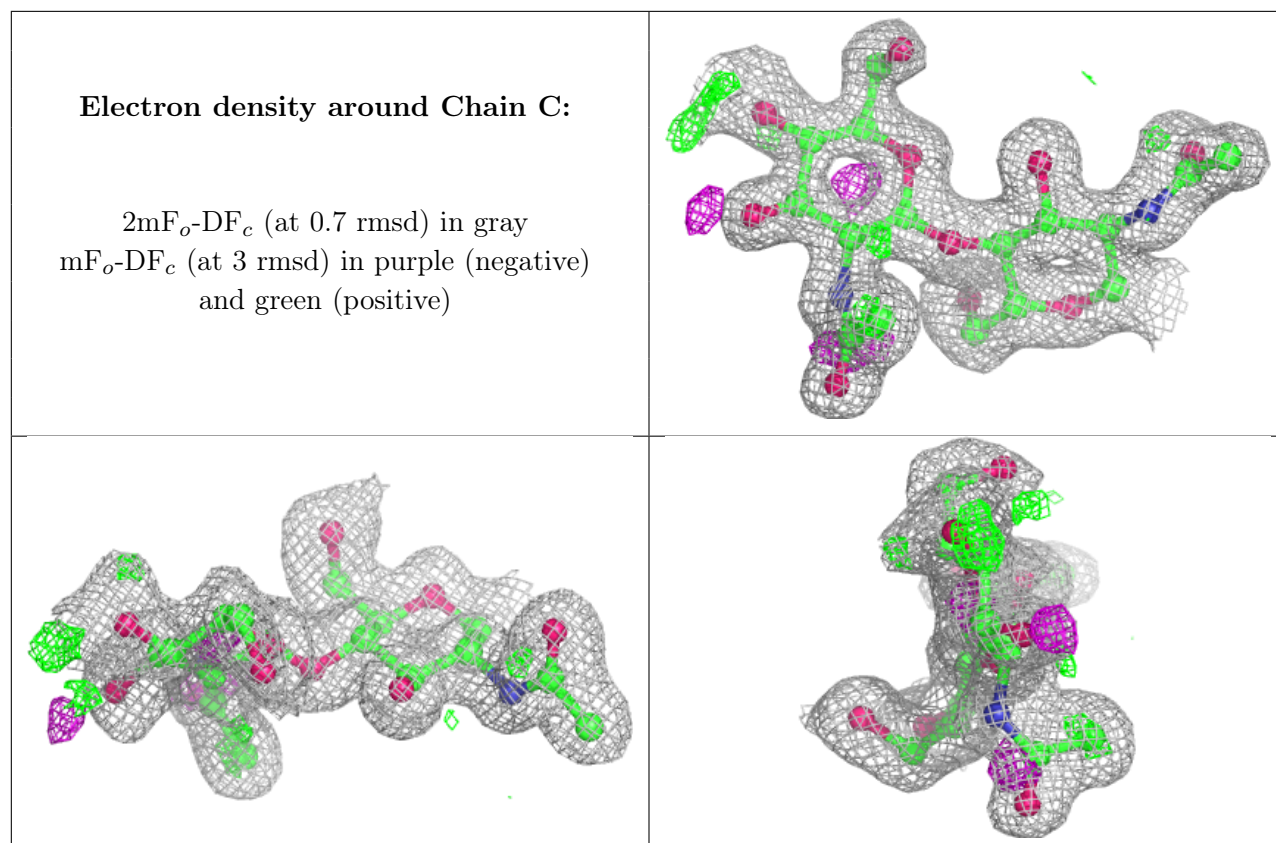 Electron density around Chain C:
2mFₒ-DF𝒸 (at 0.7 rmsd) in gray
mFₒ-DF𝒸 (at 3 rmsd) in purple (negative)
and green (positive)